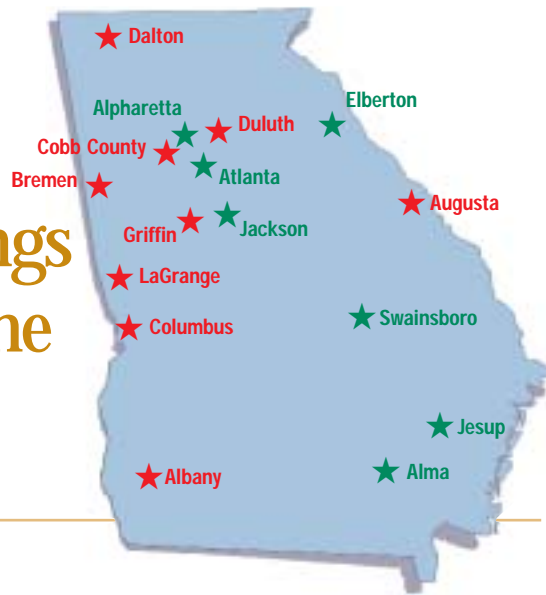 Dalton
Elberton
Alpharetta
Duluth
Cobb County
Atlanta
Bremen
Augusta
Jackson
Griffin
LaGrange
Swainsboro
Columbus
Jesup
Alma
Albany